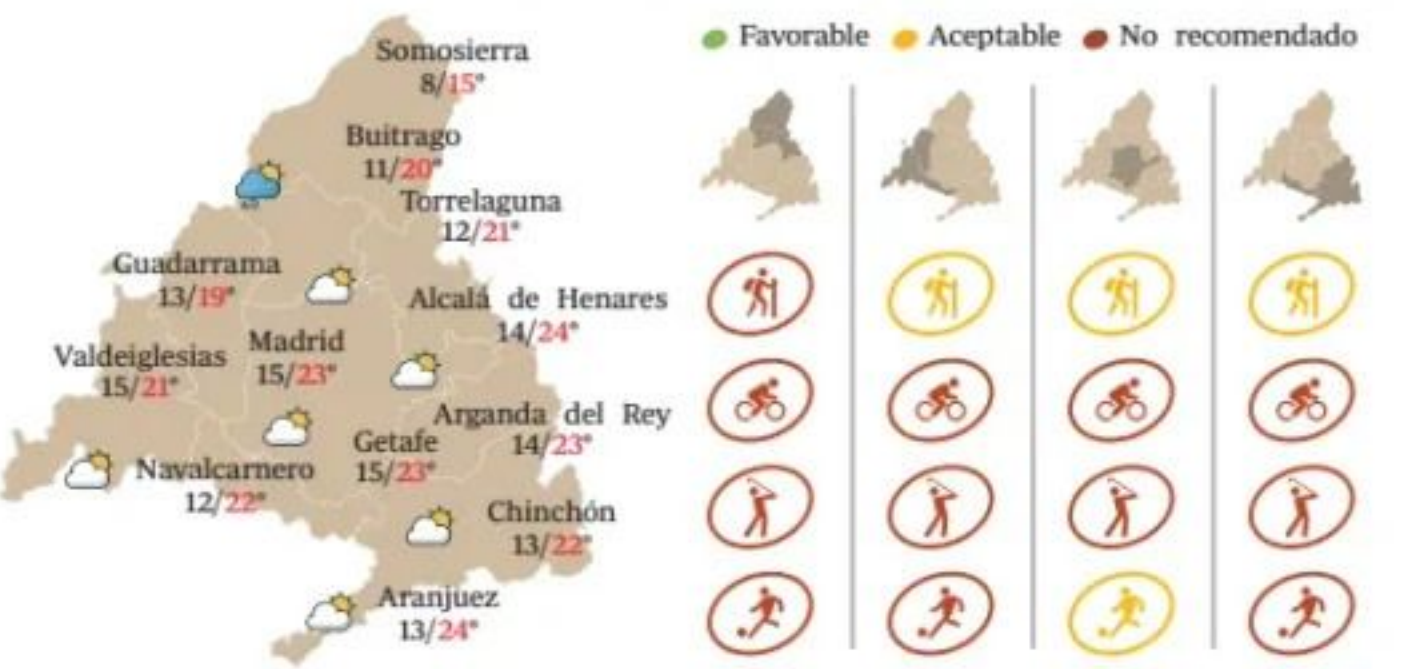 Favorable Aceptable No recomendado
Somosierra
8/15°
Buitrago
11/20°
Torrelaguna
12/21°
Guadarrama
13/19°
Alcalá de Henares
14/24°
Madrid
15/23°
Valdeiglesias
15/21°
Arganda del Rey
14/23°
Getafe
15/23°
Navalcarnero
12/22°
Chinchón
13/22°
Aranjuez
13/24°